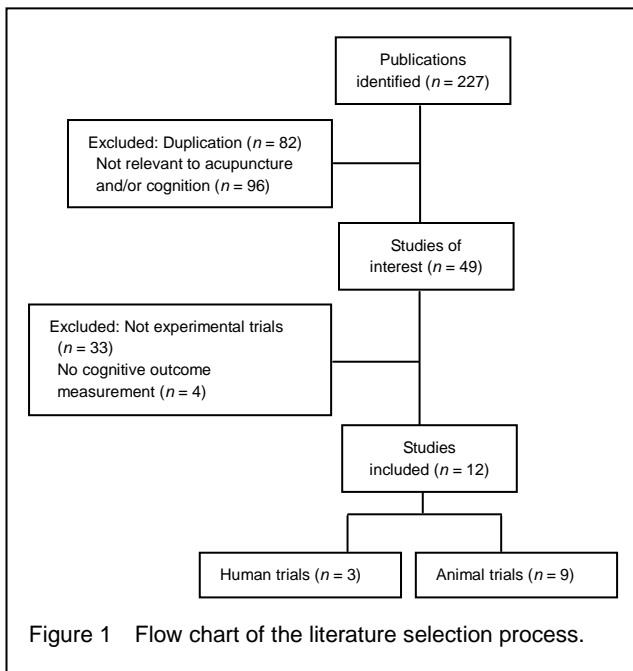 Publications
identified (n = 227)
Excluded: Duplication (n = 82)
Not relevant to acupuncture
and/or cognition (n = 96)
Studies of
interest (n = 49)
Excluded: Not experimental trials
(n = 33)
No cognitive outcome
measurement (n = 4)
Studies
included (n = 12)
Human trials (n = 3)
Animal trials (n = 9)
Figure 1 Flow chart of the literature selection process.